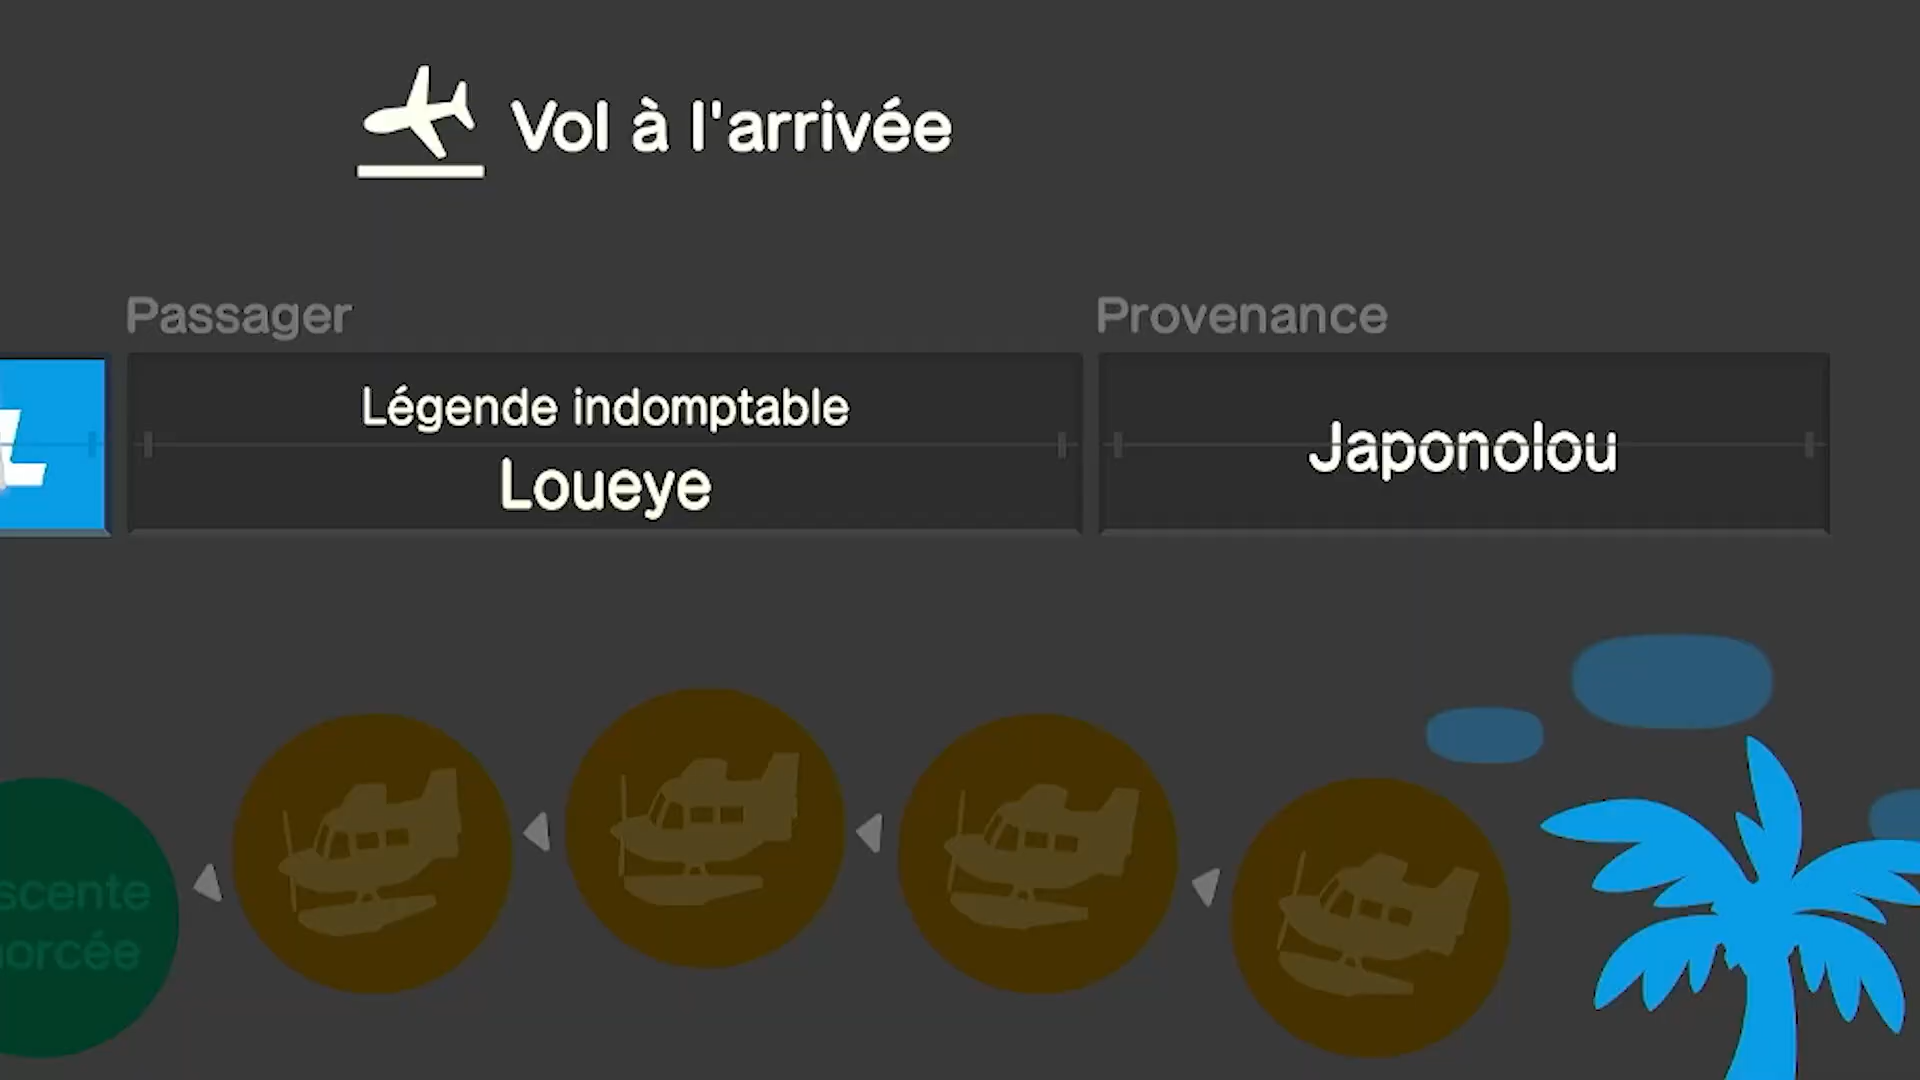 Vol à l'arrivée
Passager
Provenance
Légende indomptable
Loueye
Japonolou